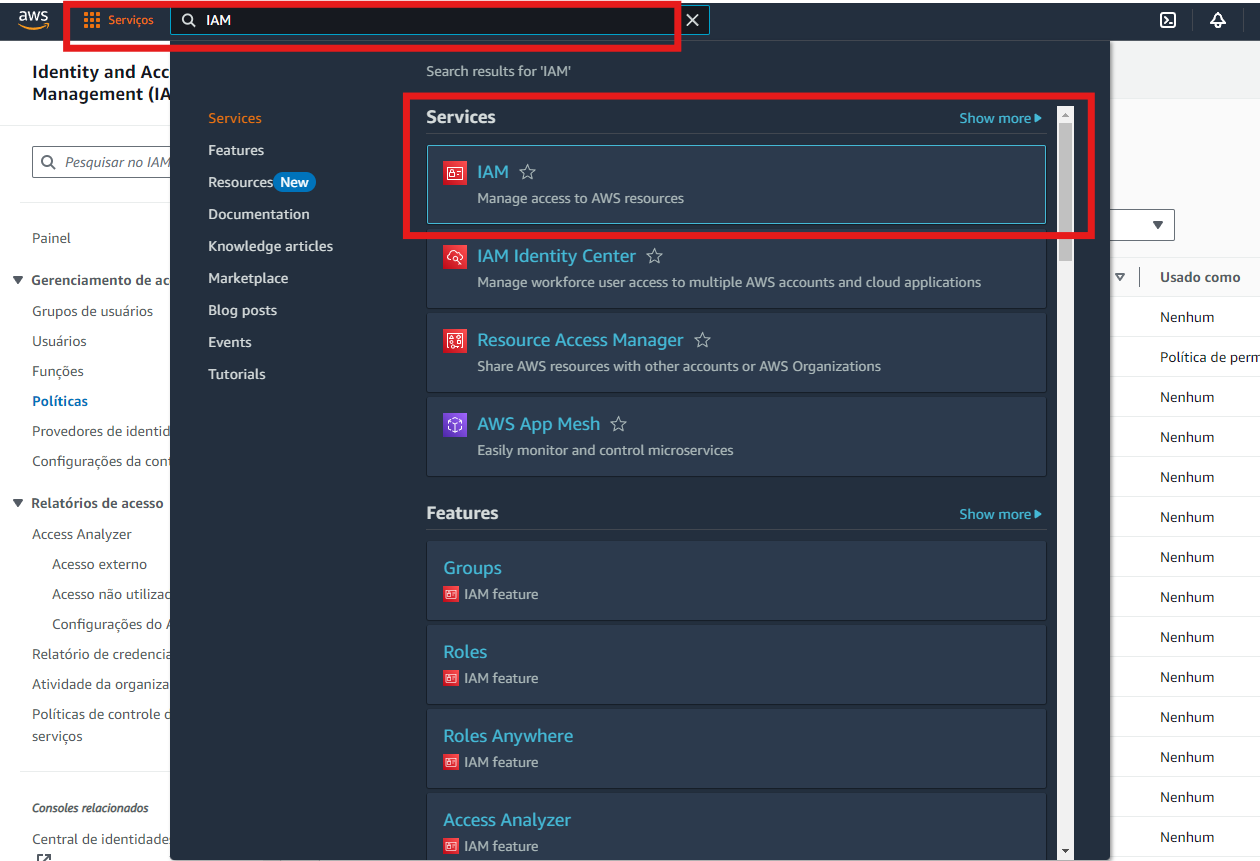 aws
Serviços
IAM
Identity and Acc
Management (IA
Pesquisar no IAM
Painel
Gerenciamento de ac
Grupos de usuários
Usuários
Funções
Políticas
Provedores de identid
Configurações da cont
Relatórios de acesso
Access Analyzer
Acesso externo
Acesso não utilizac
Configurações do A
Relatório de credencia
Atividade da organiza
Políticas de controle d
serviços
Consoles relacionados
Central de identidades
Services
Features
Resources New
Documentation
Knowledge articles
Marketplace
Blog posts
Events
Tutorials
Search results for 'IAM'
Services
Show more
IAM
Manage access to AWS resources
IAM Identity Center
Manage workforce user access to multiple AWS accounts and cloud applications
Resource Access Manager
Share AWS resources with other accounts or AWS Organizations
AWS App Mesh
Easily monitor and control microservices
Features
Show more
Groups
IAM feature
Roles
IAM feature
Roles Anywhere
IAM feature
Access Analyzer
IAM feature
Usado como
Nenhum
Política de perm
Nenhum
Nenhum
Nenhum
Nenhum
Nenhum
Nenhum
Nenhum
Nenhum
Nenhum
Nenhum
Nenhum
Nenhum